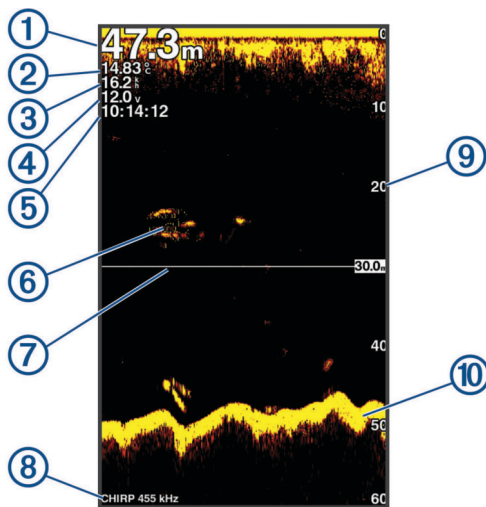 ①
②
③
④
⑤
⑥
⑦
⑧
⑨
⑩
47.3m
14.83 °C
16.2 kh
12.0 v
10:14:12
0
10
20
30.0m
40
50
60
CHIRP 455 kHz